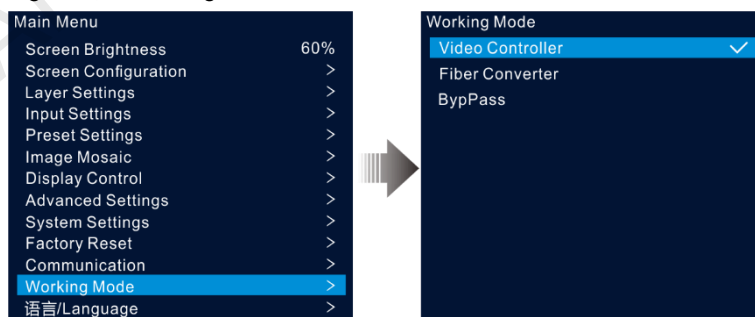 Main Menu
Screen Brightness 60%
Screen Configuration >
Layer Settings >
Input Settings >
Preset Settings >
Image Mosaic >
Display Control >
Advanced Settings >
System Settings >
Factory Reset >
Communication >
Working Mode >
语言/Language >
Working Mode
Video Controller ✓
Fiber Converter
BypPass